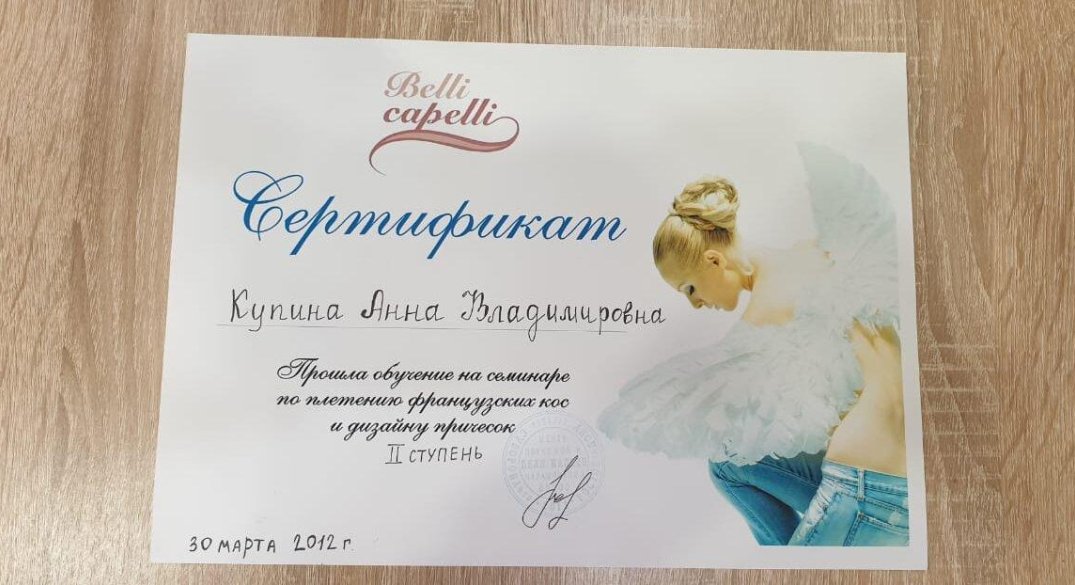 Belli
capelli
Сертификат
Купина Анна Владимировна
Прошла обучение на семинаре
по плетению французских кос
и дизайну причесок
II СТУПЕНЬ
30 МАРТА 2012 г.